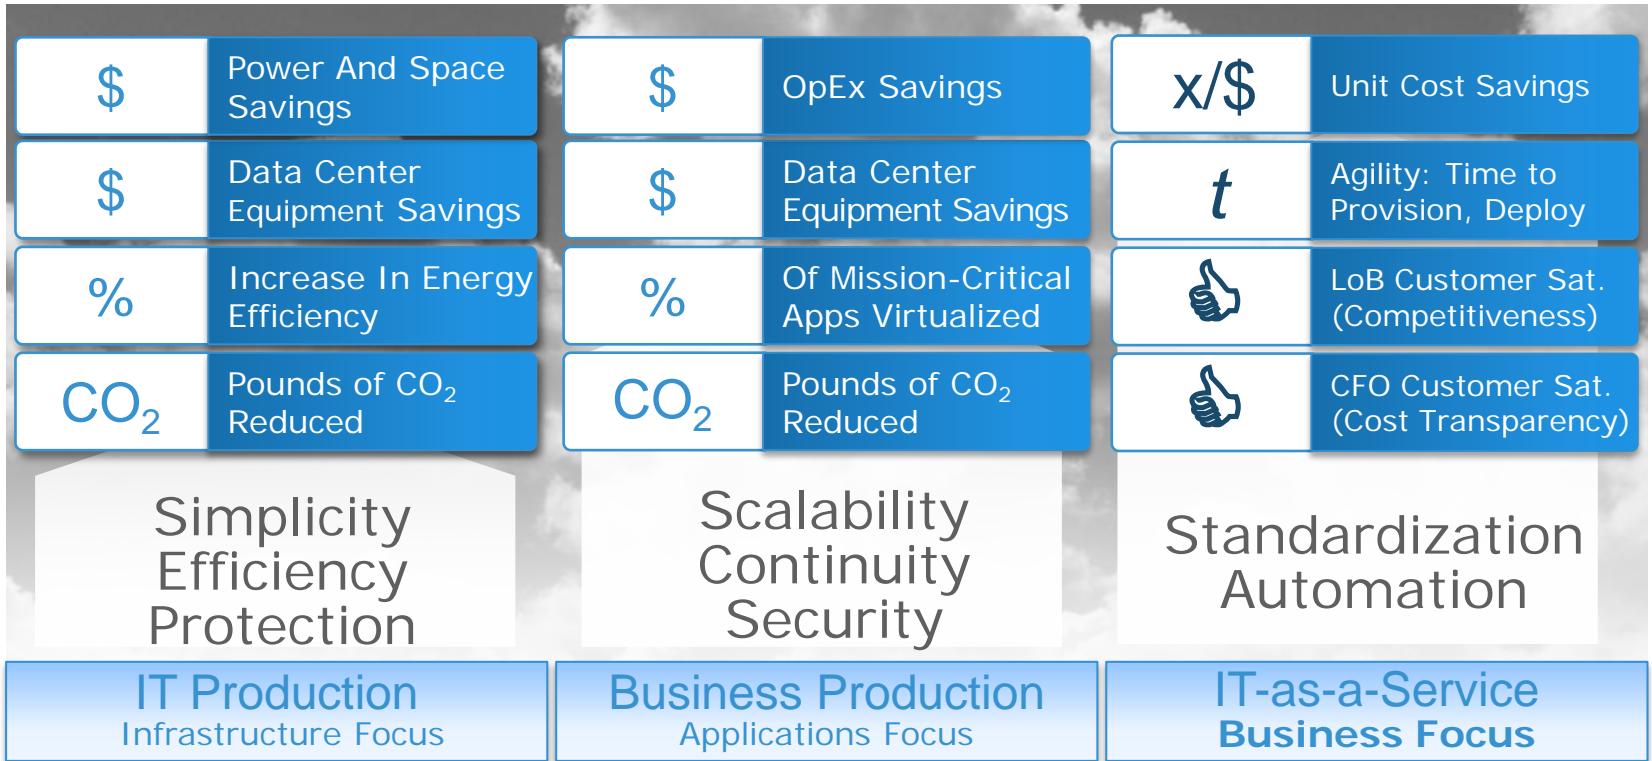 $
Power And Space
Savings
$
Data Center
Equipment Savings
%
Increase In Energy
Efficiency
CO₂
Pounds of CO₂
Reduced
Simplicity
Efficiency
Protection
IT Production
Infrastructure Focus
$
OpEx Savings
$
Data Center
Equipment Savings
%
Of Mission-Critical
Apps Virtualized
CO₂
Pounds of CO₂
Reduced
Scalability
Continuity
Security
Business Production
Applications Focus
x/$
Unit Cost Savings
t
Agility: Time to
Provision, Deploy
LoB Customer Sat.
(Competitiveness)
CFO Customer Sat.
(Cost Transparency)
Standardization
Automation
IT-as-a-Service
Business Focus